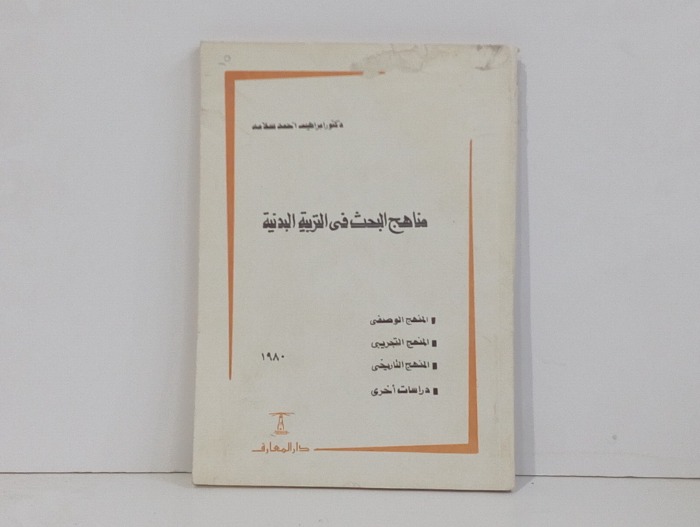 دكتور ابراهيم احمد سلامه
مناهج البحث فى التربية البدنية
المنهج الوصفى
المنهج التجريبى
المنهج التاريخى
دراسات أخرى
١٩٨٠
دار المعارف